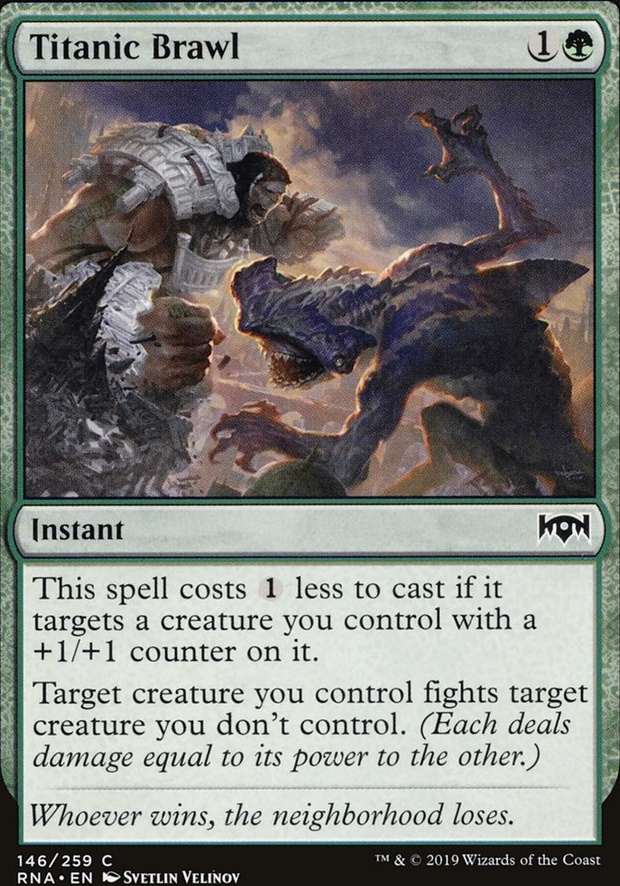 Titanic Brawl 1
Instant
This spell costs 1 less to cast if it
targets a creature you control with a
+1/+1 counter on it.
Target creature you control fights target
creature you don't control. (Each deals
damage equal to its power to the other.)
Whoever wins, the neighborhood loses.
146/259 C
™ & © 2019 Wizards of the Coast
RNA • EN Svetlin Velinov